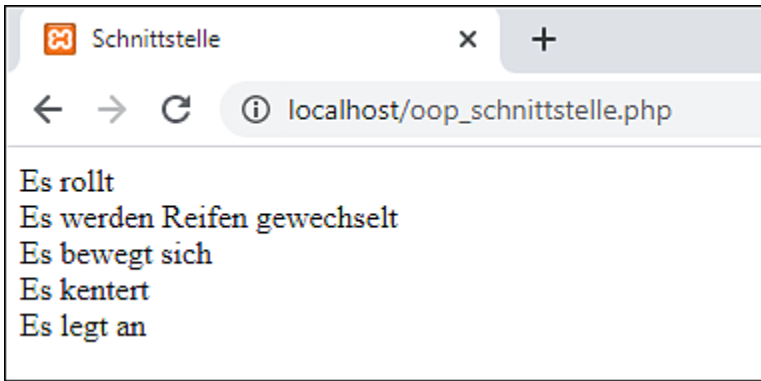 Schnittstelle
localhost/oop_schnittstelle.php
Es rollt
Es werden Reifen gewechselt
Es bewegt sich
Es kentert
Es legt an